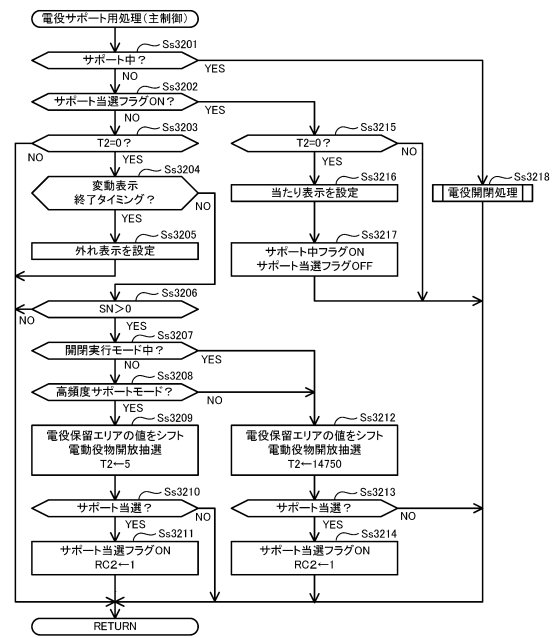 電役サポート用処理(主制御)
Ss3201
サポート中?
YES
NO
Ss3202
サポート当選フラグON?
YES
NO
Ss3203
T2=0?
NO
YES
Ss3204
変動表示
終了タイミング?
NO
YES
Ss3205
外れ表示を設定
Ss3215
T2=0?
NO
YES
Ss3216
当たり表示を設定
Ss3217
サポート中フラグON
サポート当選フラグOFF
Ss3218
電役開閉処理
Ss3206
SN>0
NO
YES
Ss3207
開閉実行モード中?
YES
NO
Ss3208
高頻度サポートモード?
NO
YES
Ss3209
電役保留エリアの値をシフト
電動役物開放抽選
T2←5
Ss3210
サポート当選?
NO
YES
Ss3211
サポート当選フラグON
RC2←1
Ss3212
電役保留エリアの値をシフト
電動役物開放抽選
T2←14750
Ss3213
サポート当選?
NO
YES
Ss3214
サポート当選フラグON
RC2←1
RETURN